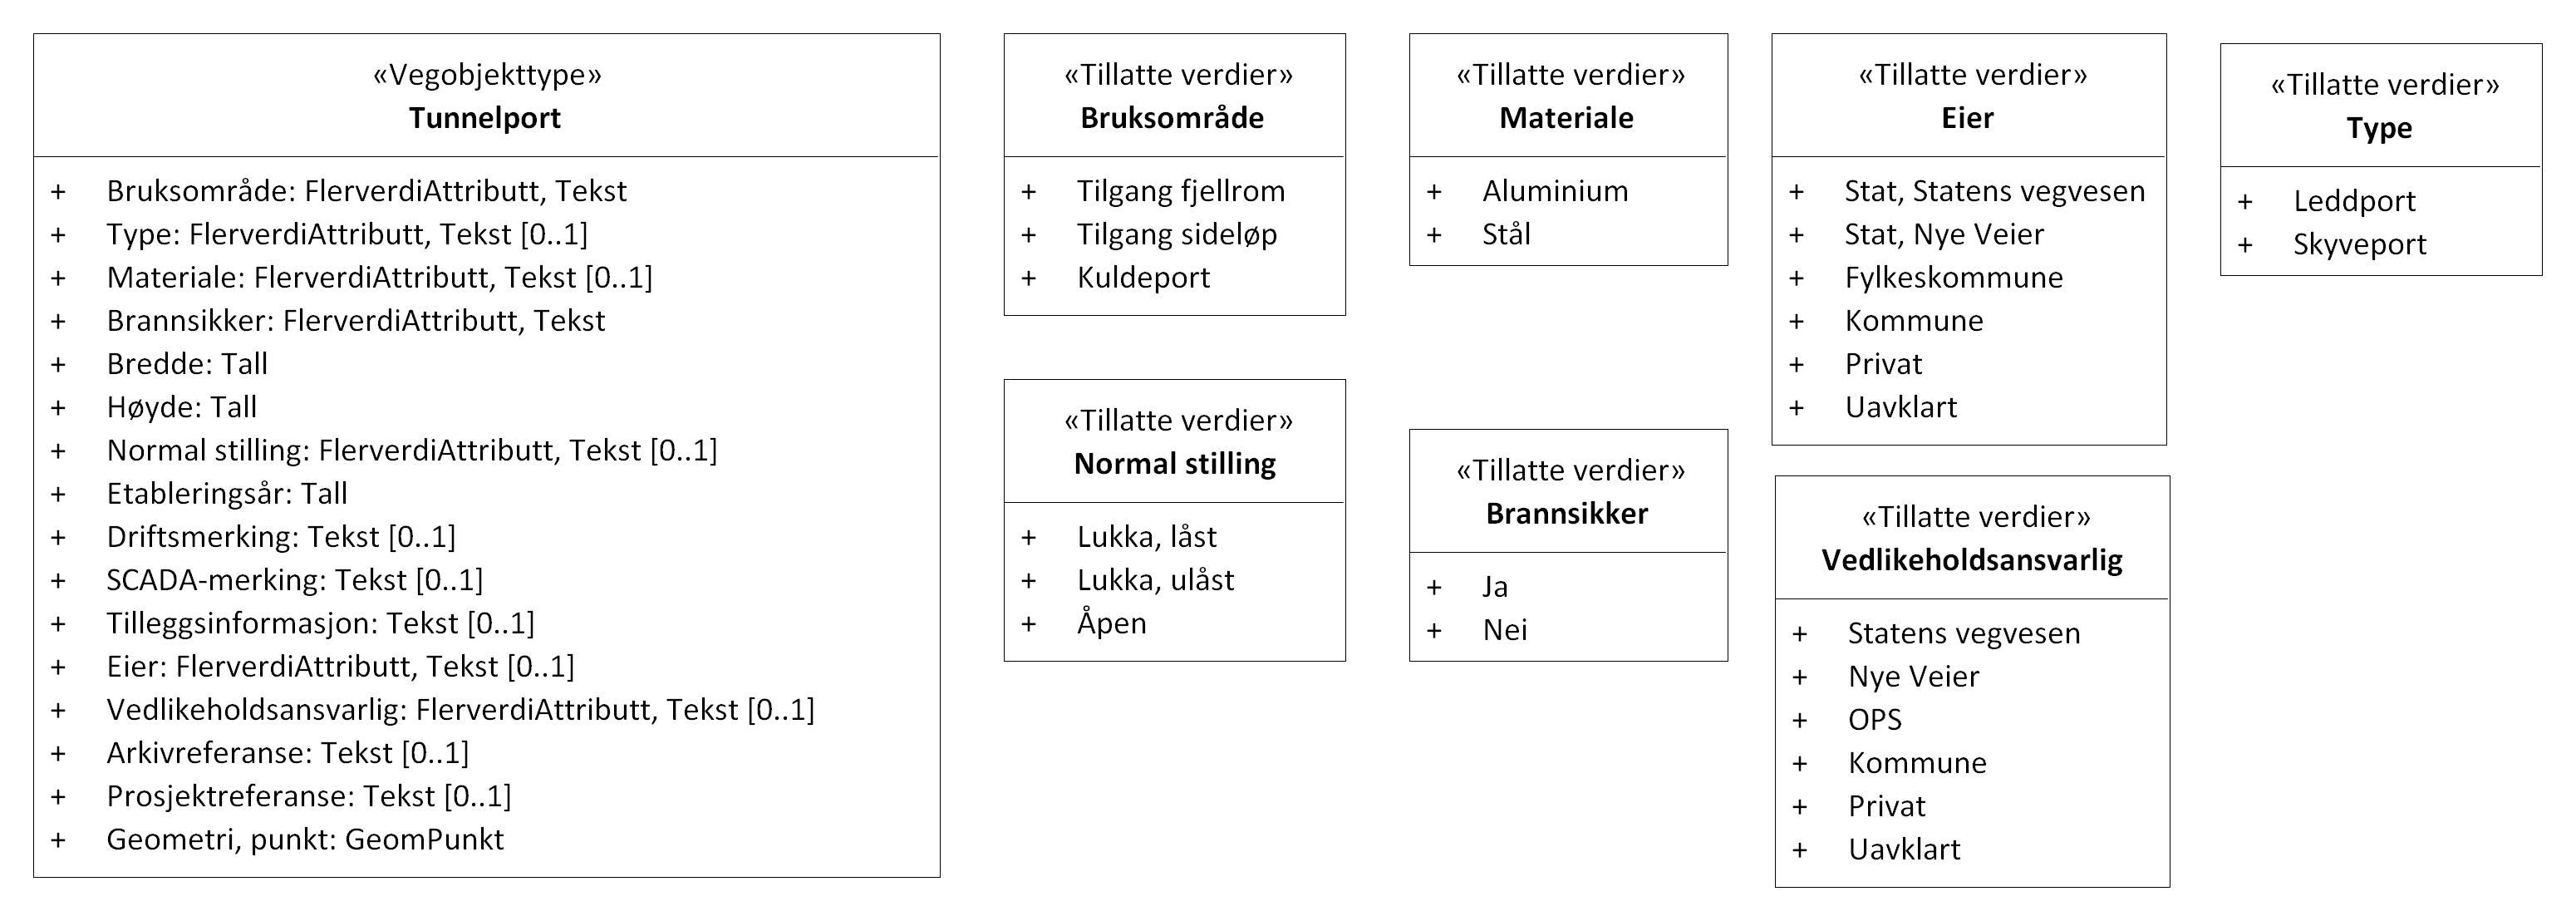 «Vegobjekttype»
Tunnelport
+ Bruksområde: FlerverdiAttributt, Tekst
+ Type: FlerverdiAttributt, Tekst [0..1]
+ Materiale: FlerverdiAttributt, Tekst [0..1]
+ Brannsikker: FlerverdiAttributt, Tekst
+ Bredde: Tall
+ Høyde: Tall
+ Normal stilling: FlerverdiAttributt, Tekst [0..1]
+ Etableringsår: Tall
+ Driftsmerking: Tekst [0..1]
+ SCADA-merking: Tekst [0..1]
+ Tilleggsinformasjon: Tekst [0..1]
+ Eier: FlerverdiAttributt, Tekst [0..1]
+ Vedlikeholdsansvarlig: FlerverdiAttributt, Tekst [0..1]
+ Arkivreferanse: Tekst [0..1]
+ Prosjektreferanse: Tekst [0..1]
+ Geometri, punkt: GeomPunkt
«Tillatte verdier»
Bruksområde
+ Tilgang fjellrom
+ Tilgang sideløp
+ Kuldeport
«Tillatte verdier»
Normal stilling
+ Lukka, låst
+ Lukka, ulåst
+ Åpen
«Tillatte verdier»
Materiale
+ Aluminium
+ Stål
«Tillatte verdier»
Brannsikker
+ Ja
+ Nei
«Tillatte verdier»
Eier
+ Stat, Statens vegvesen
+ Stat, Nye Veier
+ Fylkeskommune
+ Kommune
+ Privat
+ Uavklart
«Tillatte verdier»
Vedlikeholdsansvarlig
+ Statens vegvesen
+ Nye Veier
+ OPS
+ Kommune
+ Privat
+ Uavklart
«Tillatte verdier»
Type
+ Leddport
+ Skyveport